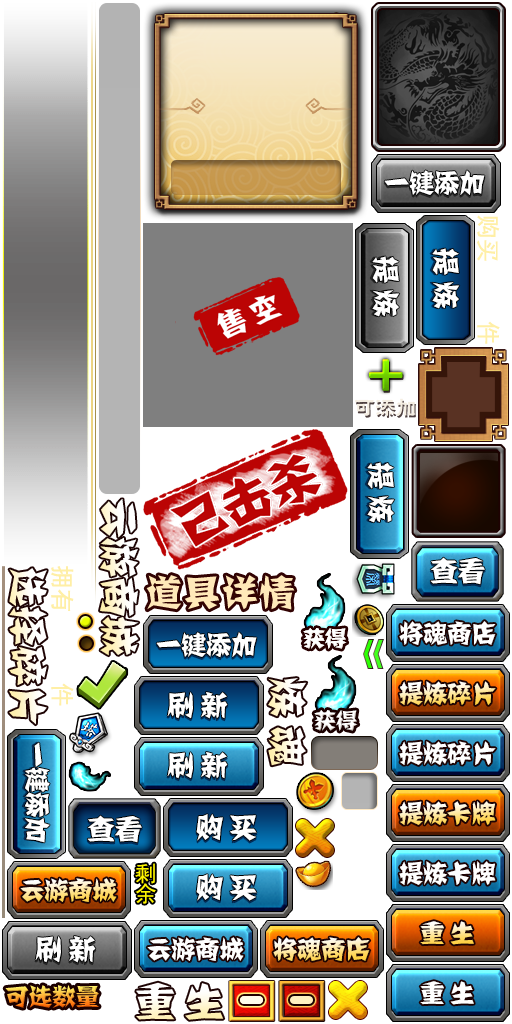 一键添加
购买
件
提炼
提炼
售空
可添加
提炼
已击杀
查看
云游商城
道具详情
拥有
件
选择碎片
获得
将魂商店
一键添加
提炼碎片
获得
刷新
炼魂
提炼碎片
刷新
一键添加
提炼卡牌
查看
购买
剩余
提炼卡牌
云游商城
购买
重生
刷新
云游商城
将魂商店
可选数量
重生
重生